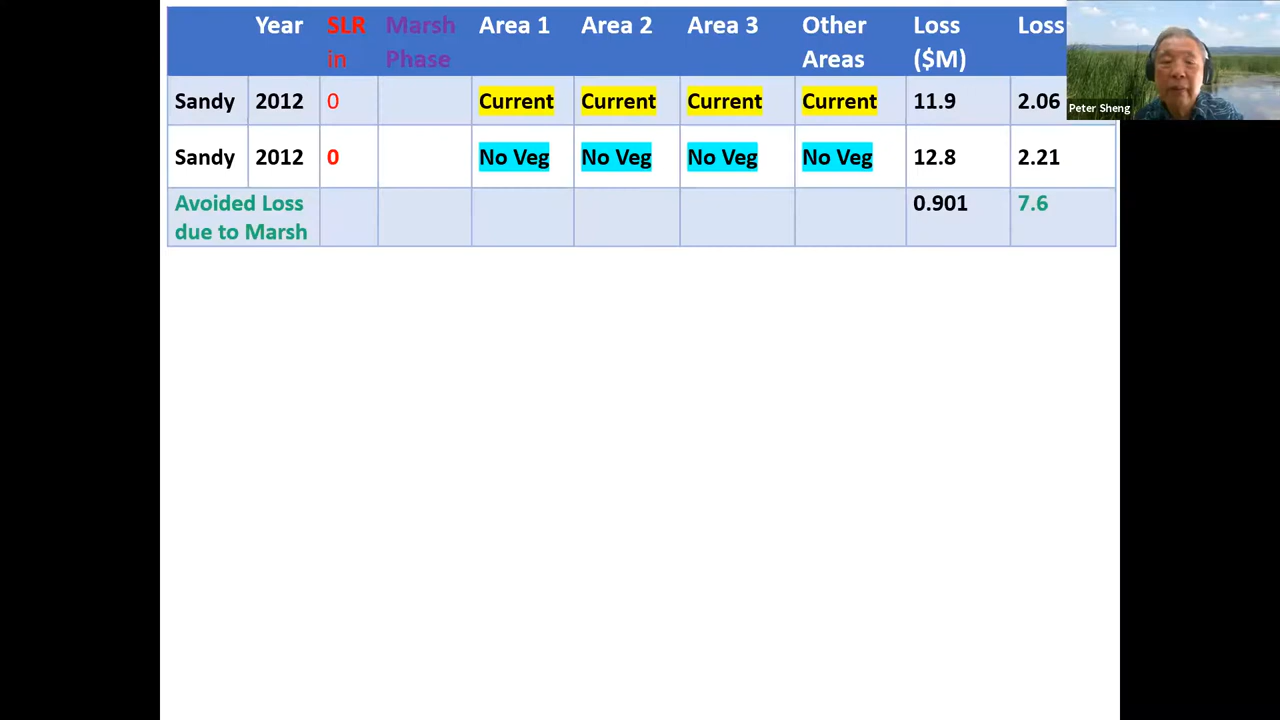 Year SLR in Marsh Phase Area 1 Area 2 Area 3 Other Areas Loss ($M) Loss
Sandy 2012 0 Current Current Current Current 11.9 2.06
Sandy 2012 0 No Veg No Veg No Veg No Veg 12.8 2.21
Avoided Loss due to Marsh 0.901 7.6
Peter Sheng